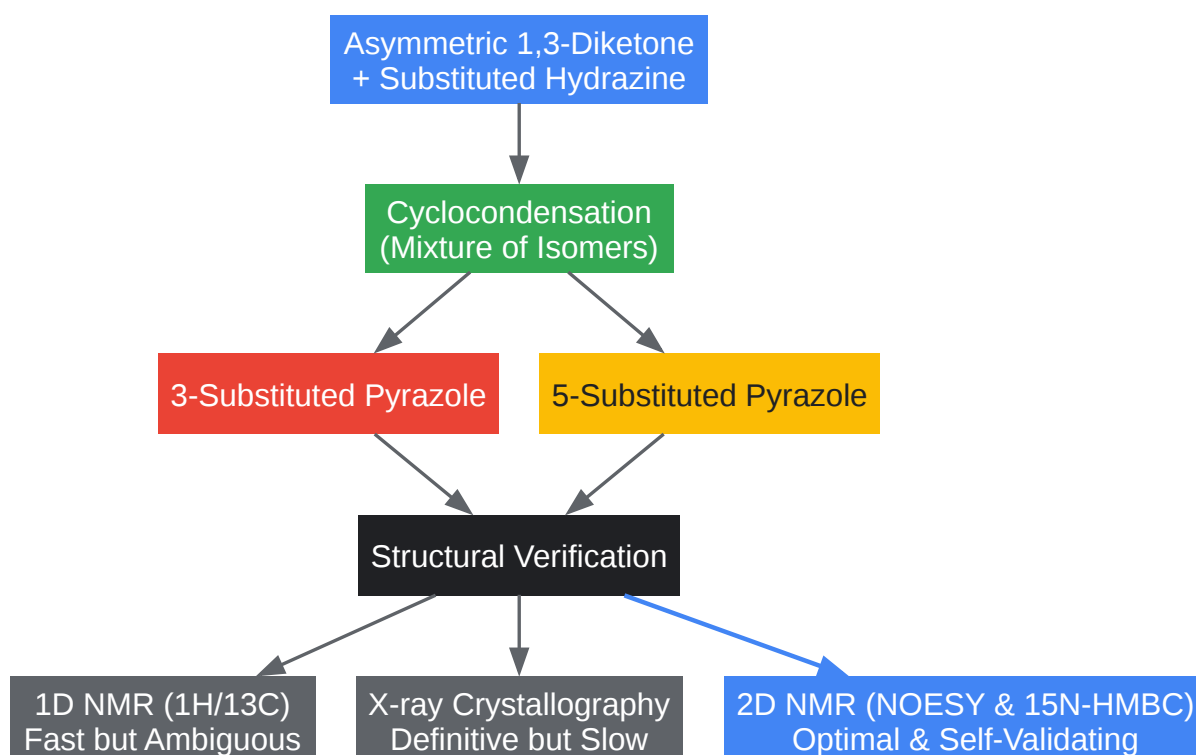 Asymmetric 1,3-Diketone
+ Substituted Hydrazine
Cyclocondensation
(Mixture of Isomers)
3-Substituted Pyrazole
5-Substituted Pyrazole
Structural Verification
1D NMR (1H/13C)
Fast but Ambiguous
X-ray Crystallography
Definitive but Slow
2D NMR (NOESY & 15N-HMBC)
Optimal & Self-Validating